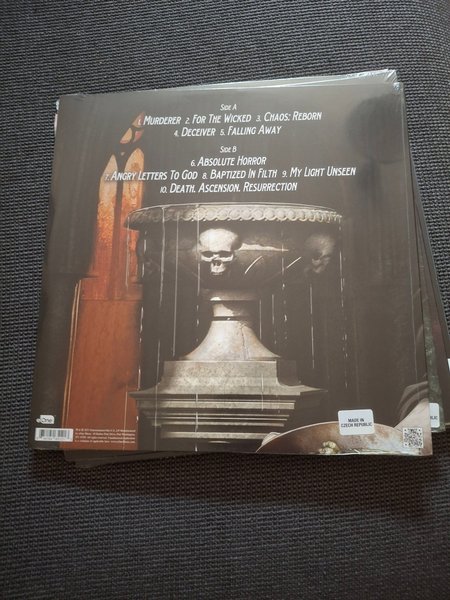 SIDE A
1. MURDERER 2. FOR THE WICKED 3. CHAOS: REBORN
4. DECEIVER 5. FALLING AWAY
SIDE B
6. ABSOLUTE HORROR
7. ANGRY LETTERS TO GOD 8. BAPTIZED IN FILTH 9. MY LIGHT UNSEEN
10. DEATH. ASCENSION. RESURRECTION
eOne
MADE IN
CZECH REPUBLIC